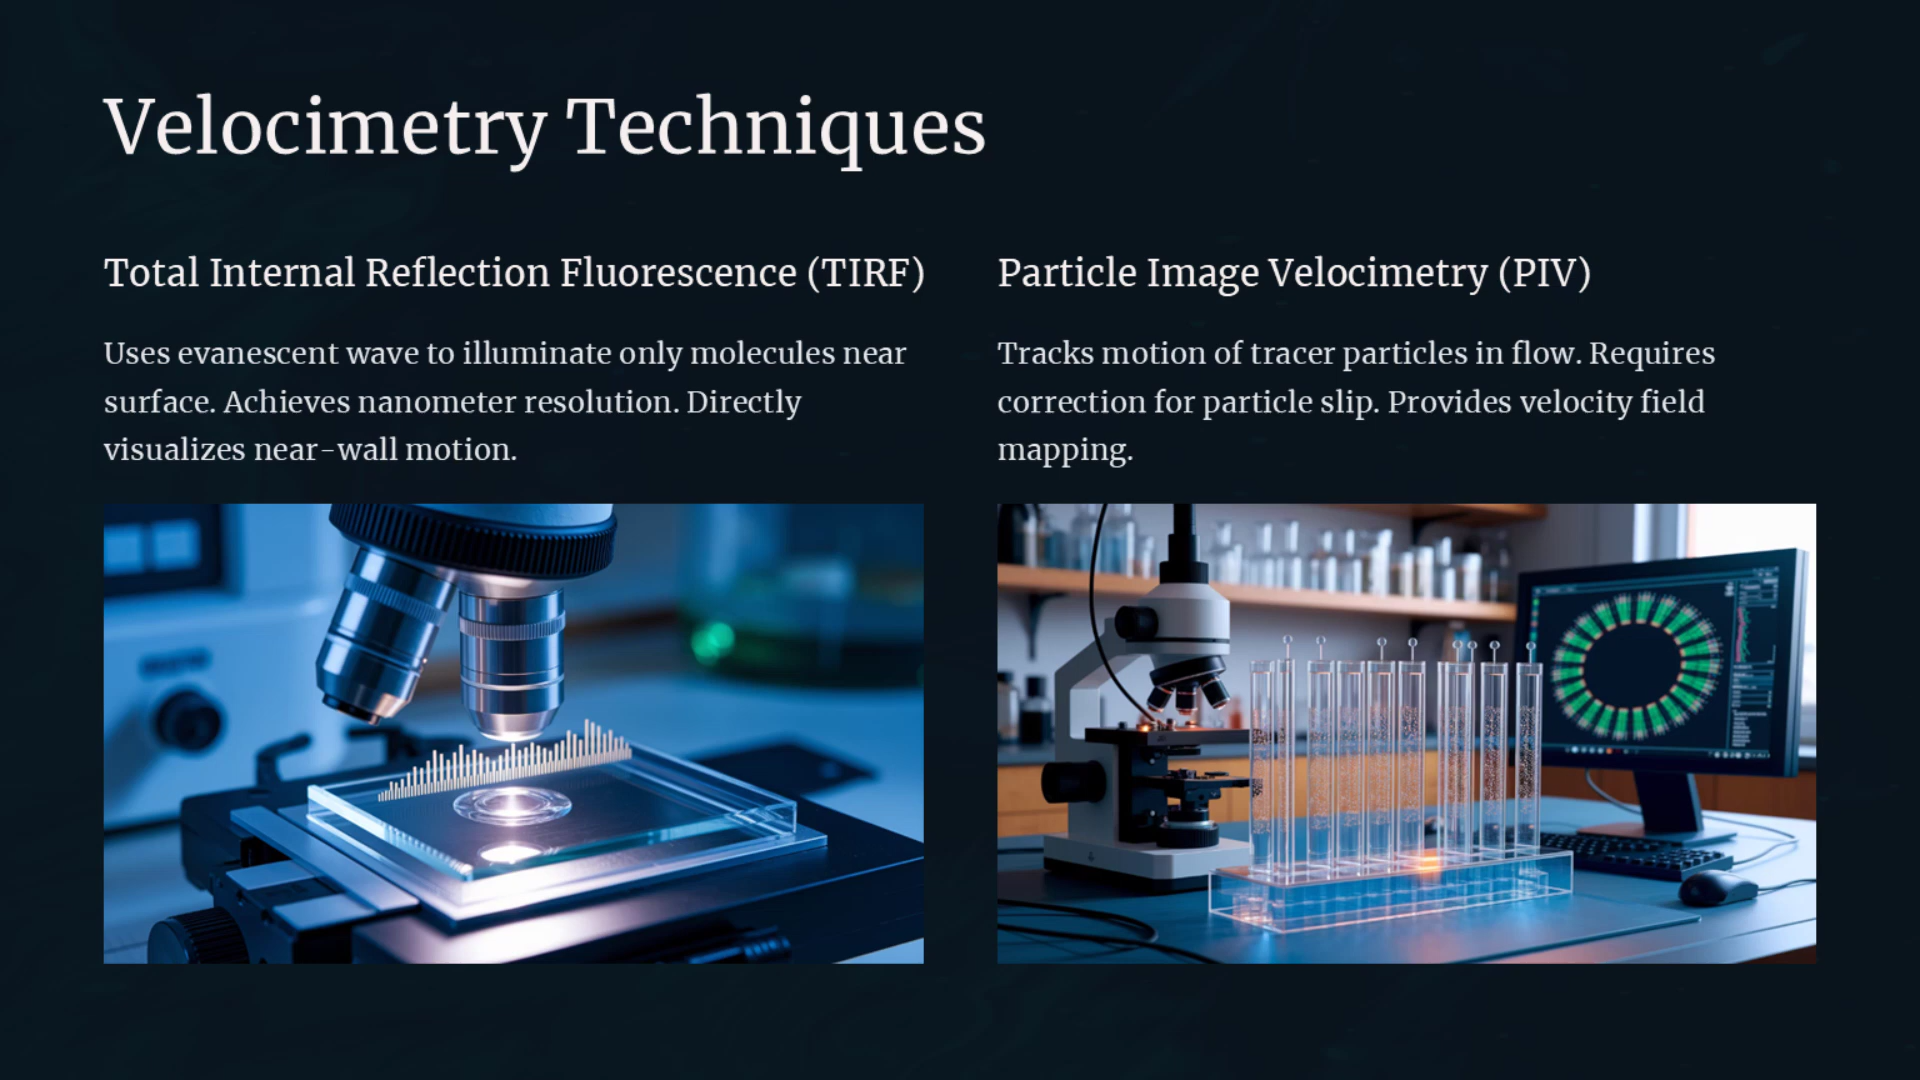 Velocimetry Techniques
Total Internal Reflection Fluorescence (TIRF)
Uses evanescent wave to illuminate only molecules near
surface. Achieves nanometer resolution. Directly
visualizes near-wall motion.
Particle Image Velocimetry (PIV)
Tracks motion of tracer particles in flow. Requires
correction for particle slip. Provides velocity field
mapping.